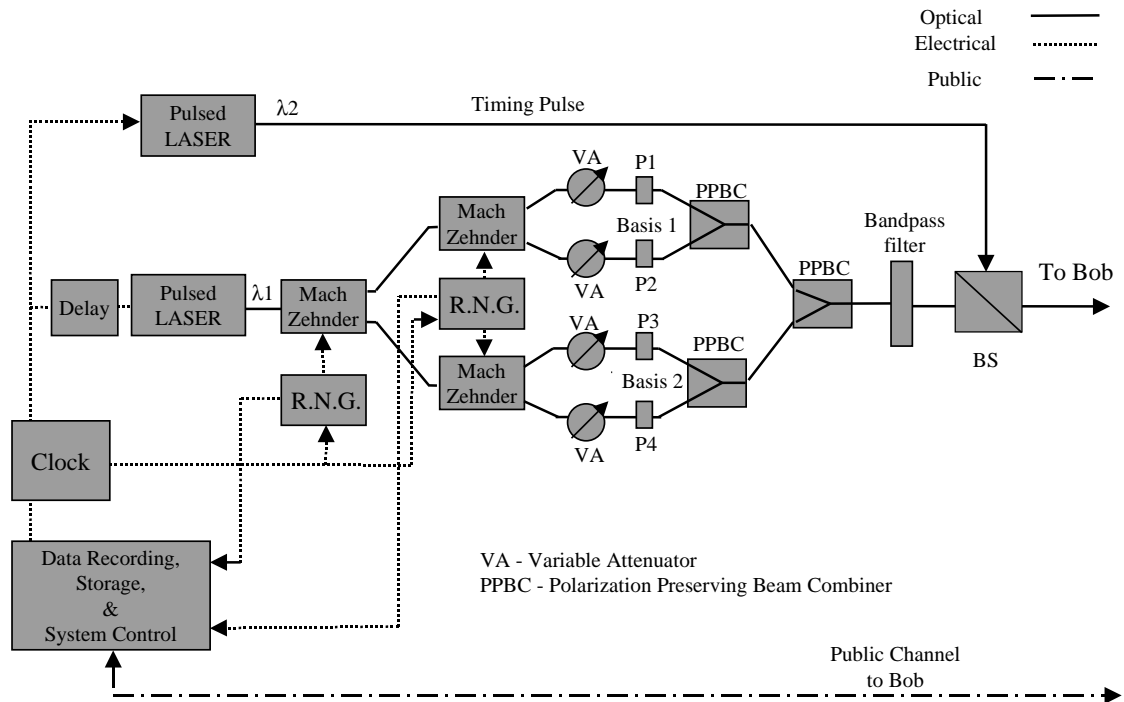 Optical
Electrical
Public
Pulsed
LASER
λ2
Timing Pulse
VA
P1
PPBC
Mach
Zehnder
Basis 1
Bandpass
filter
VA
P2
PPBC
To Bob
Delay
Pulsed
LASER
λ1
Mach
Zehnder
R.N.G.
VA
P3
PPBC
BS
Mach
Zehnder
Basis 2
R.N.G.
VA
P4
Clock
Data Recording,
Storage,
&
System Control
VA - Variable Attenuator
PPBC - Polarization Preserving Beam Combiner
Public Channel
to Bob